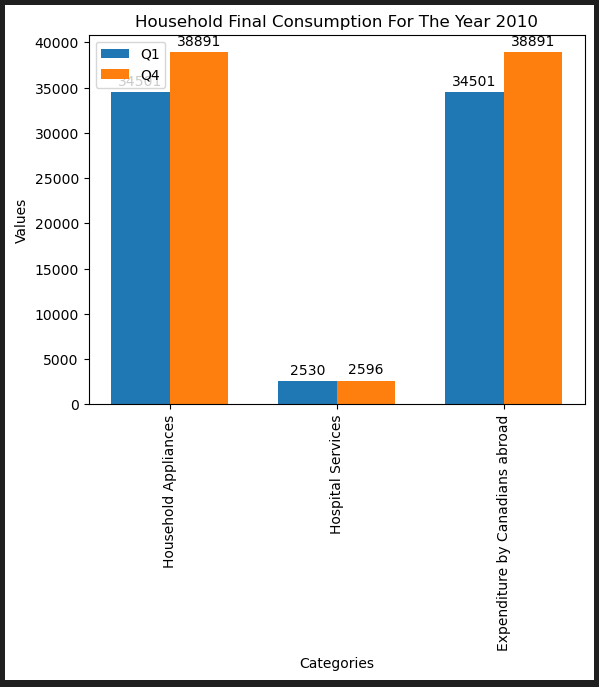 Household Final Consumption For The Year 2010
Q1
Q4
40000
35000
30000
25000
20000
15000
10000
5000
0
Values
34501
38891
2530
2596
34501
38891
Household Appliances
Hospital Services
Expenditure by Canadians abroad
Categories